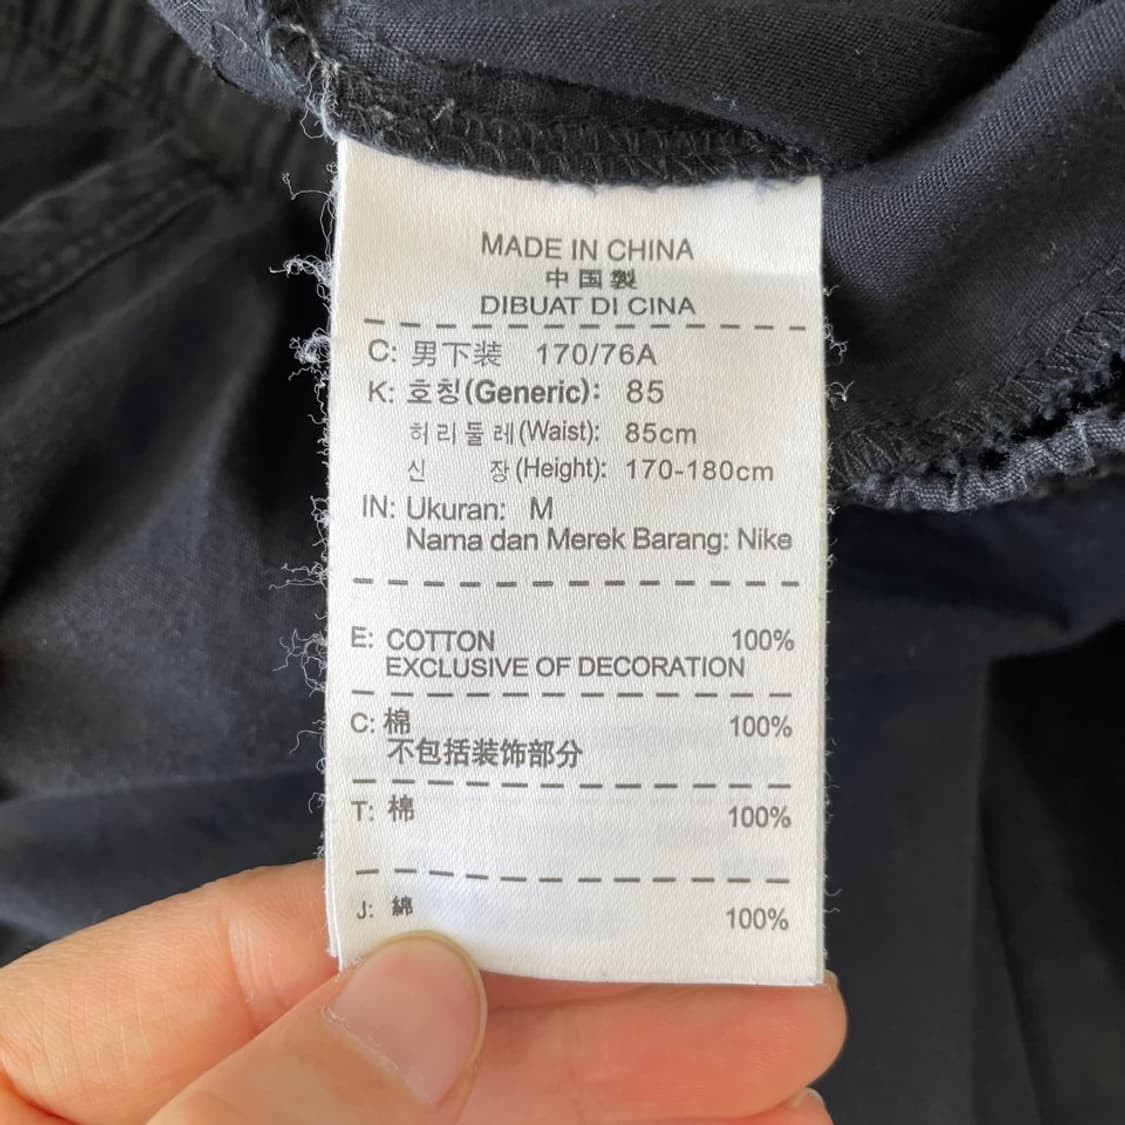 MADE IN CHINA
中国製
DIBUAT DI CINA
C: 男下装 170/76A
K: 호칭(Generic): 85
허리둘레(Waist): 85cm
신 장(Height): 170-180cm
IN: Ukuran: M
Nama dan Merek Barang: Nike
E: COTTON 100%
EXCLUSIVE OF DECORATION
C: 棉 100%
不包括装饰部分
T: 棉 100%
J: 綿 100%